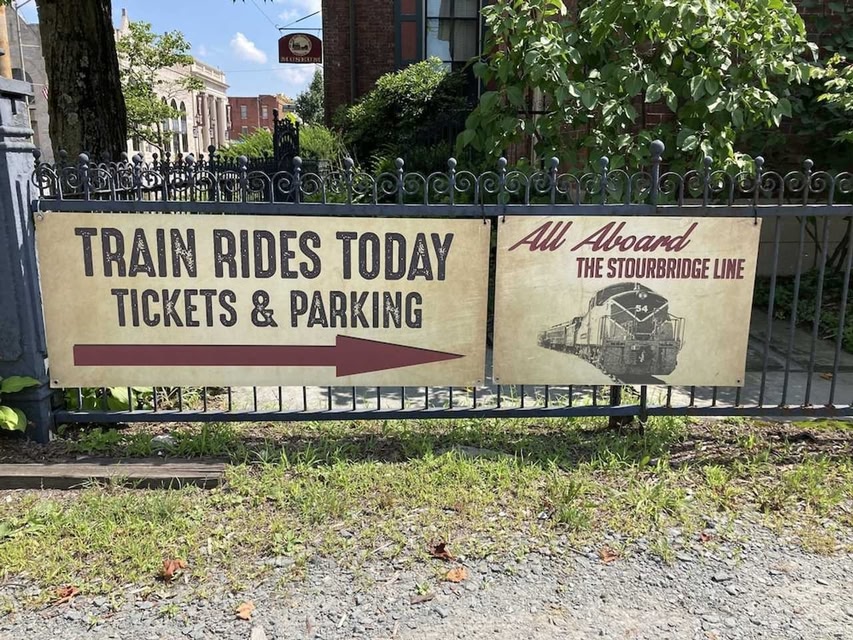 MUSEUM
TRAIN RIDES TODAY
TICKETS & PARKING
All Aboard
THE STOURBRIDGE LINE
54